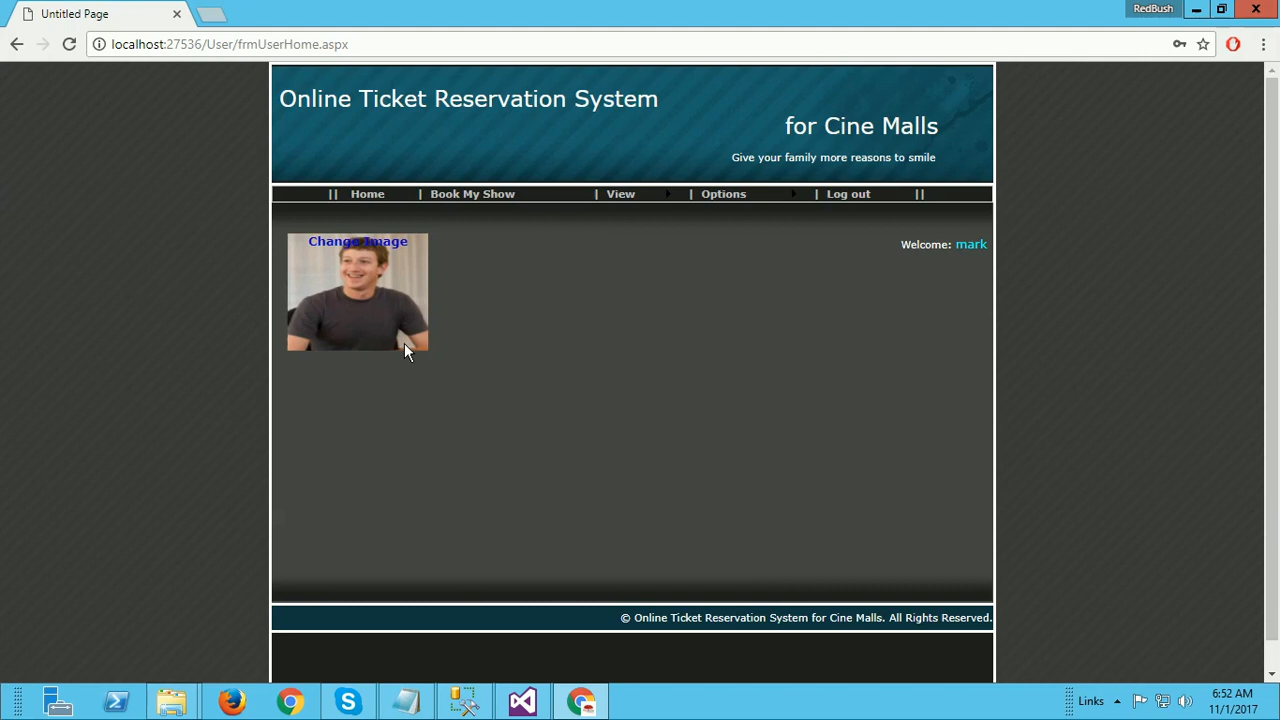 Untitled Page
RedBush
localhost:27536/User/frmUserHome.aspx
Online Ticket Reservation System
for Cine Malls
Give your family more reasons to smile
|| Home | Book My Show | View | Options | Log out ||
Change Image
Welcome: mark
© Online Ticket Reservation System for Cine Malls. All Rights Reserved.
Links
6:52 AM
11/1/2017